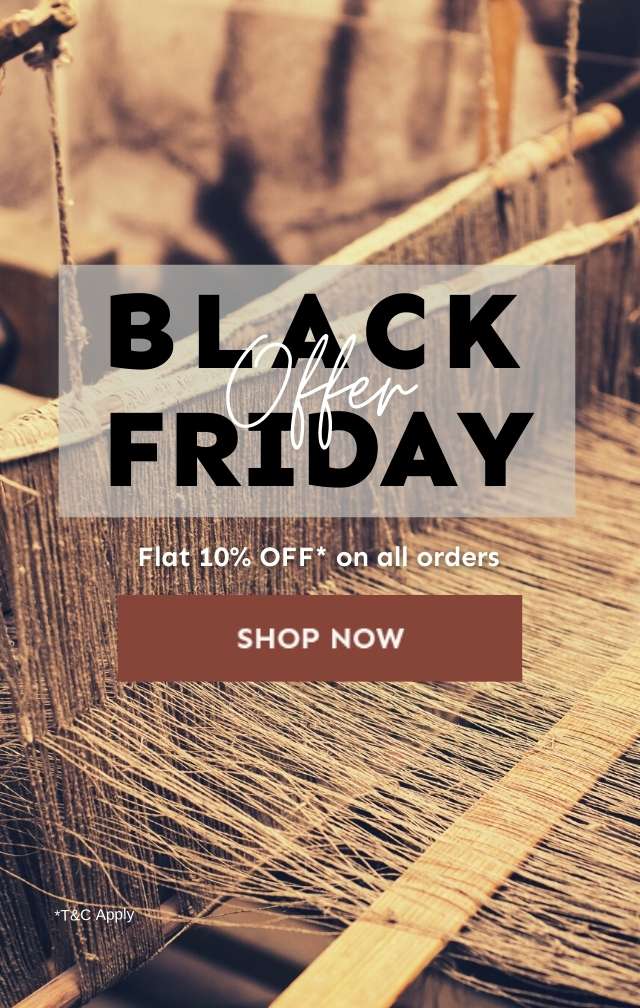 BLACK
Offer
FRIDAY
Flat 10% OFF* on all orders
SHOP NOW
*T&C Apply